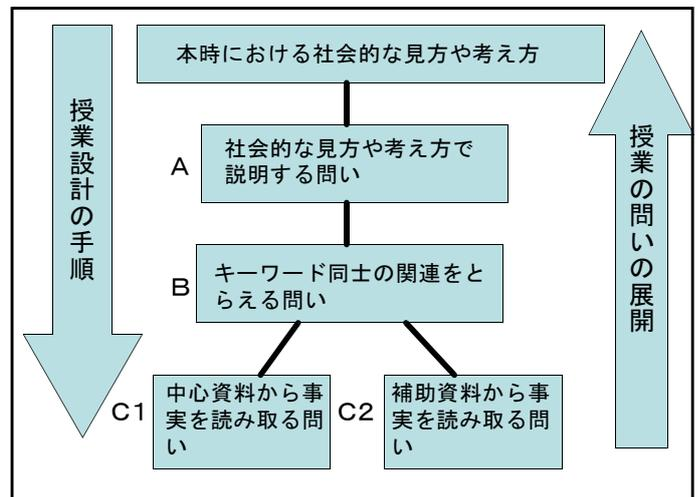 本時における社会的な見方や考え方
授業設計の手順
授業の問いの展開
A
社会的な見方や考え方で
説明する問い
B
キーワード同士の関連をと
らえる問い
C1
中心資料から事
実を読み取る問
い
C2
補助資料から事
実を読み取る問
い